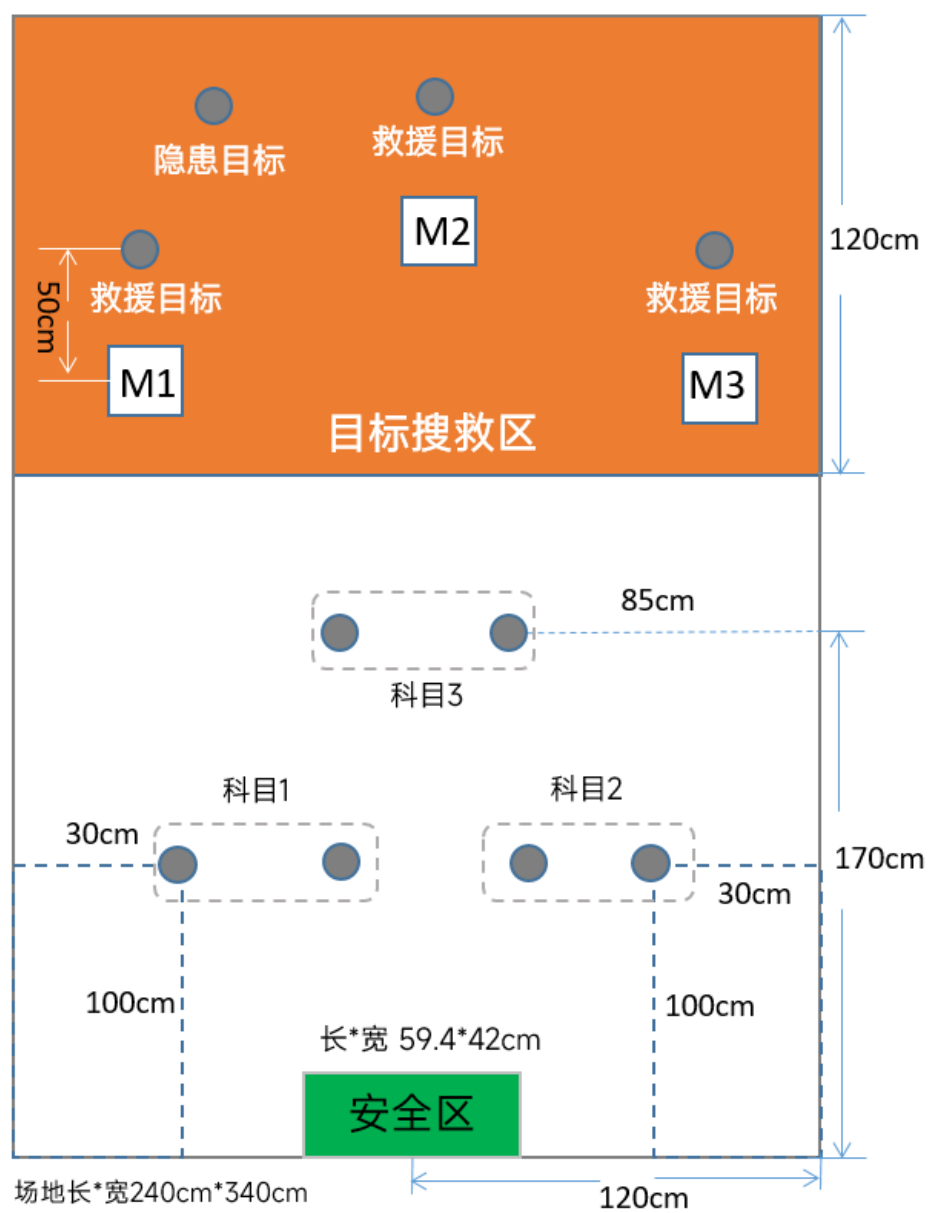 救援目标
隐患目标
M2
120cm
50cm
救援目标
救援目标
M1
M3
目标搜救区
85cm
科目3
科目1
科目2
30cm
170cm
30cm
100cm
100cm
长*宽 59.4*42cm
安全区
场地长*宽240cm*340cm
120cm